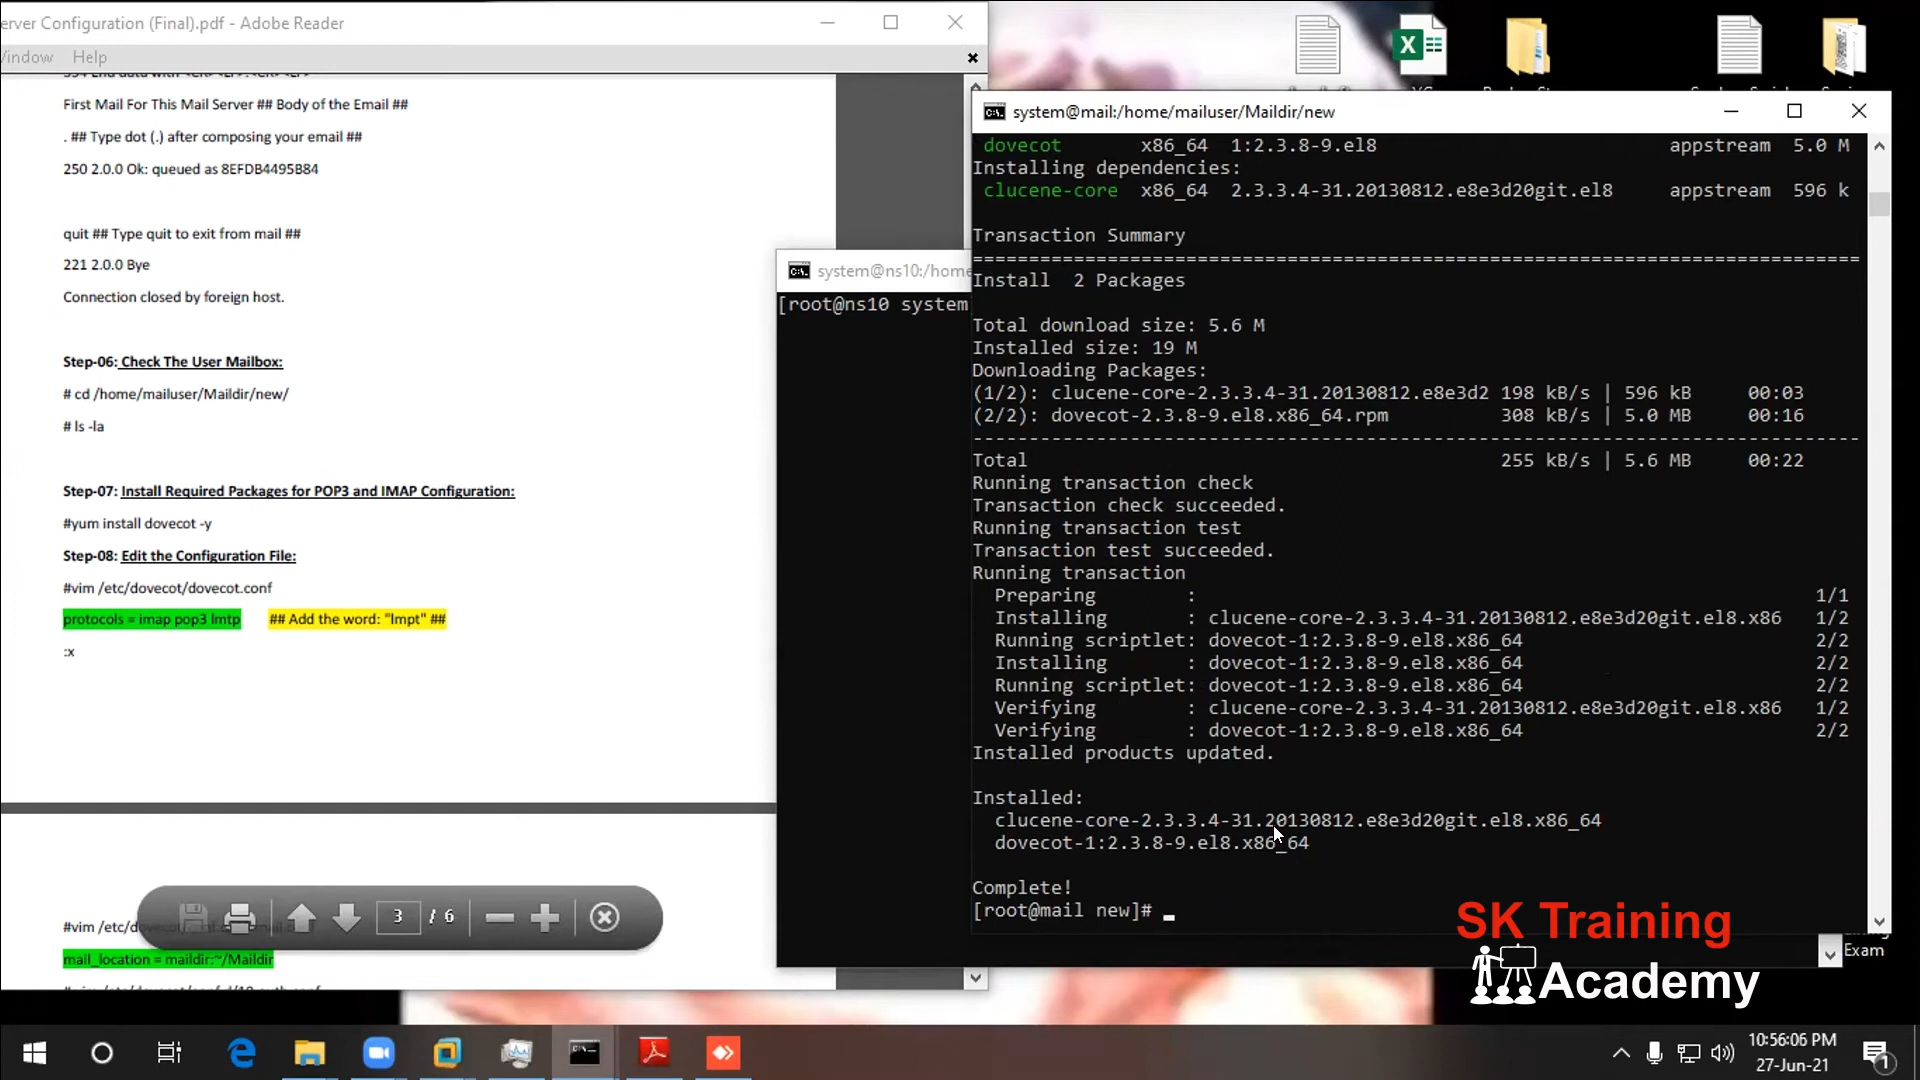 erver Configuration (Final).pdf - Adobe Reader
Window Help
First Mail For This Mail Server ## Body of the Email ##
. ## Type dot (.) after composing your email ##
250 2.0.0 Ok: queued as 8EFDB4495B84
quit ## Type quit to exit from mail ##
221 2.0.0 Bye
Connection closed by foreign host.
Step-06: Check The User Mailbox:
# cd /home/mailuser/Maildir/new/
# ls -la
Step-07: Install Required Packages for POP3 and IMAP Configuration:
#yum install dovecot -y
Step-08: Edit the Configuration File:
#vim /etc/dovecot/dovecot.conf
protocols = imap pop3 lmtp ## Add the word: "lmpt" ##
:x
3 / 6
mail_location = maildir:~/Maildir
system@ns10:/home
[root@ns10 system
system@mail:/home/mailuser/Maildir/new
dovecot x86_64 1:2.3.8-9.el8 appstream 5.0 M
Installing dependencies:
clucene-core x86_64 2.3.3.4-31.20130812.e8e3d20git.el8 appstream 596 k
Transaction Summary
================================================================================
Install 2 Packages
Total download size: 5.6 M
Installed size: 19 M
Downloading Packages:
(1/2): clucene-core-2.3.3.4-31.20130812.e8e3d2 198 kB/s | 596 kB 00:03
(2/2): dovecot-2.3.8-9.el8.x86_64.rpm 308 kB/s | 5.0 MB 00:16
--------------------------------------------------------------------------------
Total 255 kB/s | 5.6 MB 00:22
Running transaction check
Transaction check succeeded.
Running transaction test
Transaction test succeeded.
Running transaction
Preparing : 1/1
Installing : clucene-core-2.3.3.4-31.20130812.e8e3d20git.el8.x86 1/2
Running scriptlet: dovecot-1:2.3.8-9.el8.x86_64 2/2
Installing : dovecot-1:2.3.8-9.el8.x86_64 2/2
Running scriptlet: dovecot-1:2.3.8-9.el8.x86_64 2/2
Verifying : clucene-core-2.3.3.4-31.20130812.e8e3d20git.el8.x86 1/2
Verifying : dovecot-1:2.3.8-9.el8.x86_64 2/2
Installed products updated.
Installed:
clucene-core-2.3.3.4-31.20130812.e8e3d20git.el8.x86_64
dovecot-1:2.3.8-9.el8.x86_64
Complete!
[root@mail new]#
SK Training
Academy
Exam
10:56:06 PM
27-Jun-21
1